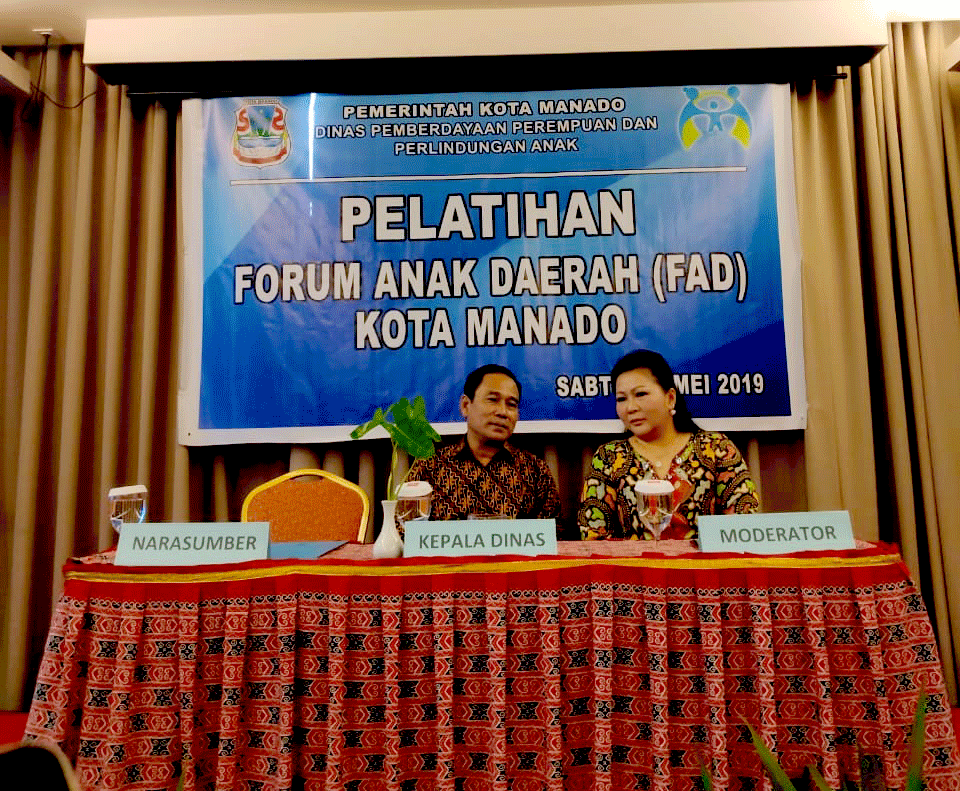 PEMERINTAH KOTA MANADO
DINAS PEMBERDAYAAN PEREMPUAN DAN
PERLINDUNGAN ANAK
PELATIHAN
FORUM ANAK DAERAH (FAD)
KOTA MANADO
SABT MEI 2019
NARASUMBER
KEPALA DINAS
MODERATOR